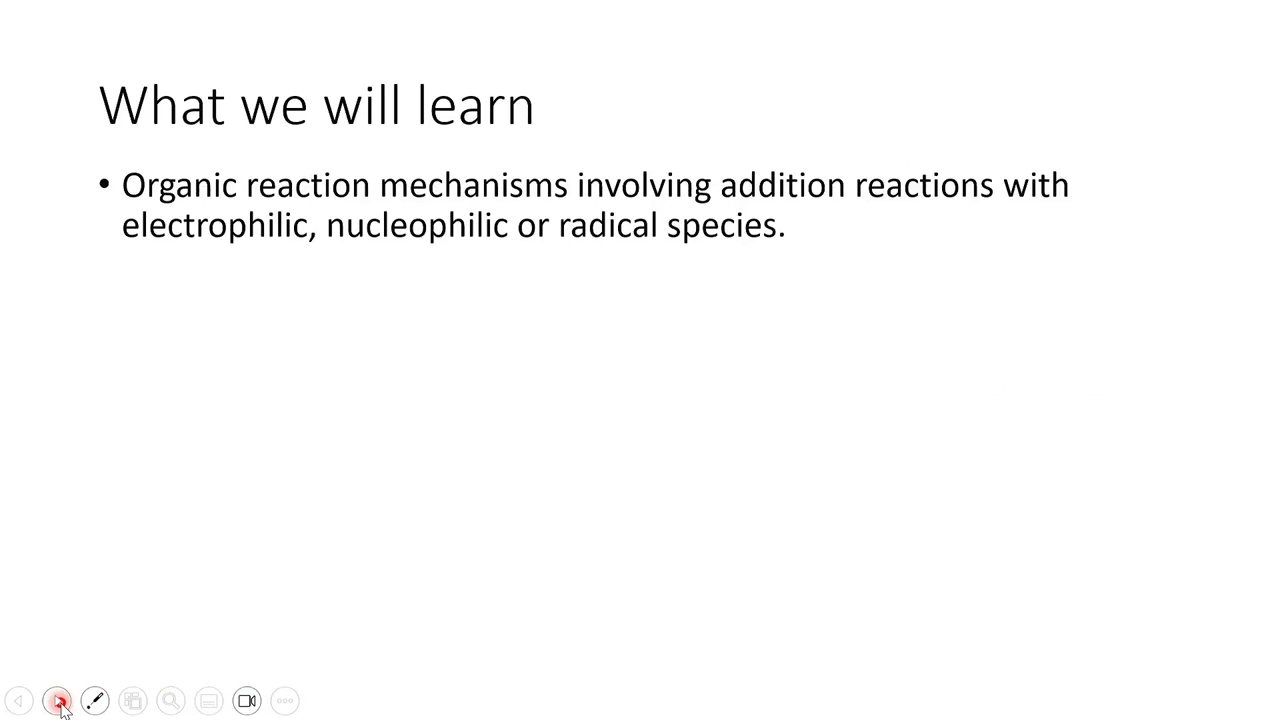 What we will learn
• Organic reaction mechanisms involving addition reactions with
electrophilic, nucleophilic or radical species.